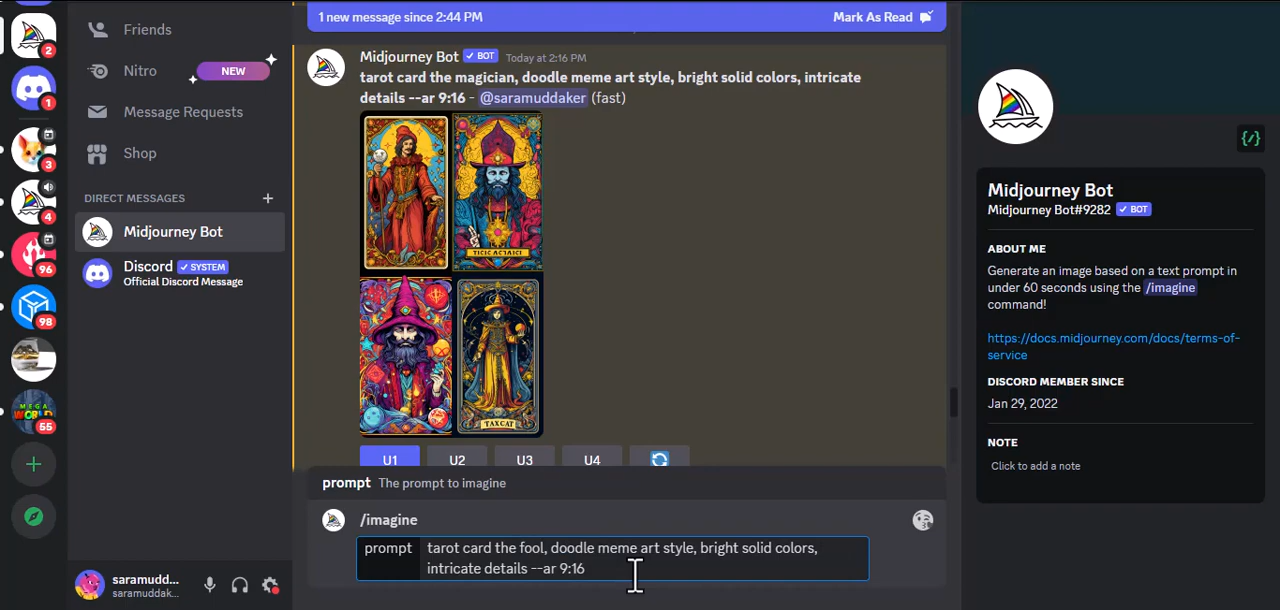 1 new message since 2:44 PM
Mark As Read
2
1
3
4
96
98
MEGA
WORLD
55
Friends
Nitro
NEW
Message Requests
Shop
DIRECT MESSAGES
+
Midjourney Bot
Discord ✓ SYSTEM
Official Discord Message
saramudd...
saramuddak...
Midjourney Bot ✓ BOT Today at 2:16 PM
tarot card the magician, doodle meme art style, bright solid colors, intricate
details --ar 9:16 - @saramuddaker (fast)
TAXCAT
U1 U2 U3 U4
prompt The prompt to imagine
/imagine
prompt tarot card the fool, doodle meme art style, bright solid colors,
intricate details --ar 9:16
{/}
Midjourney Bot
Midjourney Bot#9282 ✓ BOT
ABOUT ME
Generate an image based on a text prompt in
under 60 seconds using the /imagine
command!
https://docs.midjourney.com/docs/terms-of-
service
DISCORD MEMBER SINCE
Jan 29, 2022
NOTE
Click to add a note